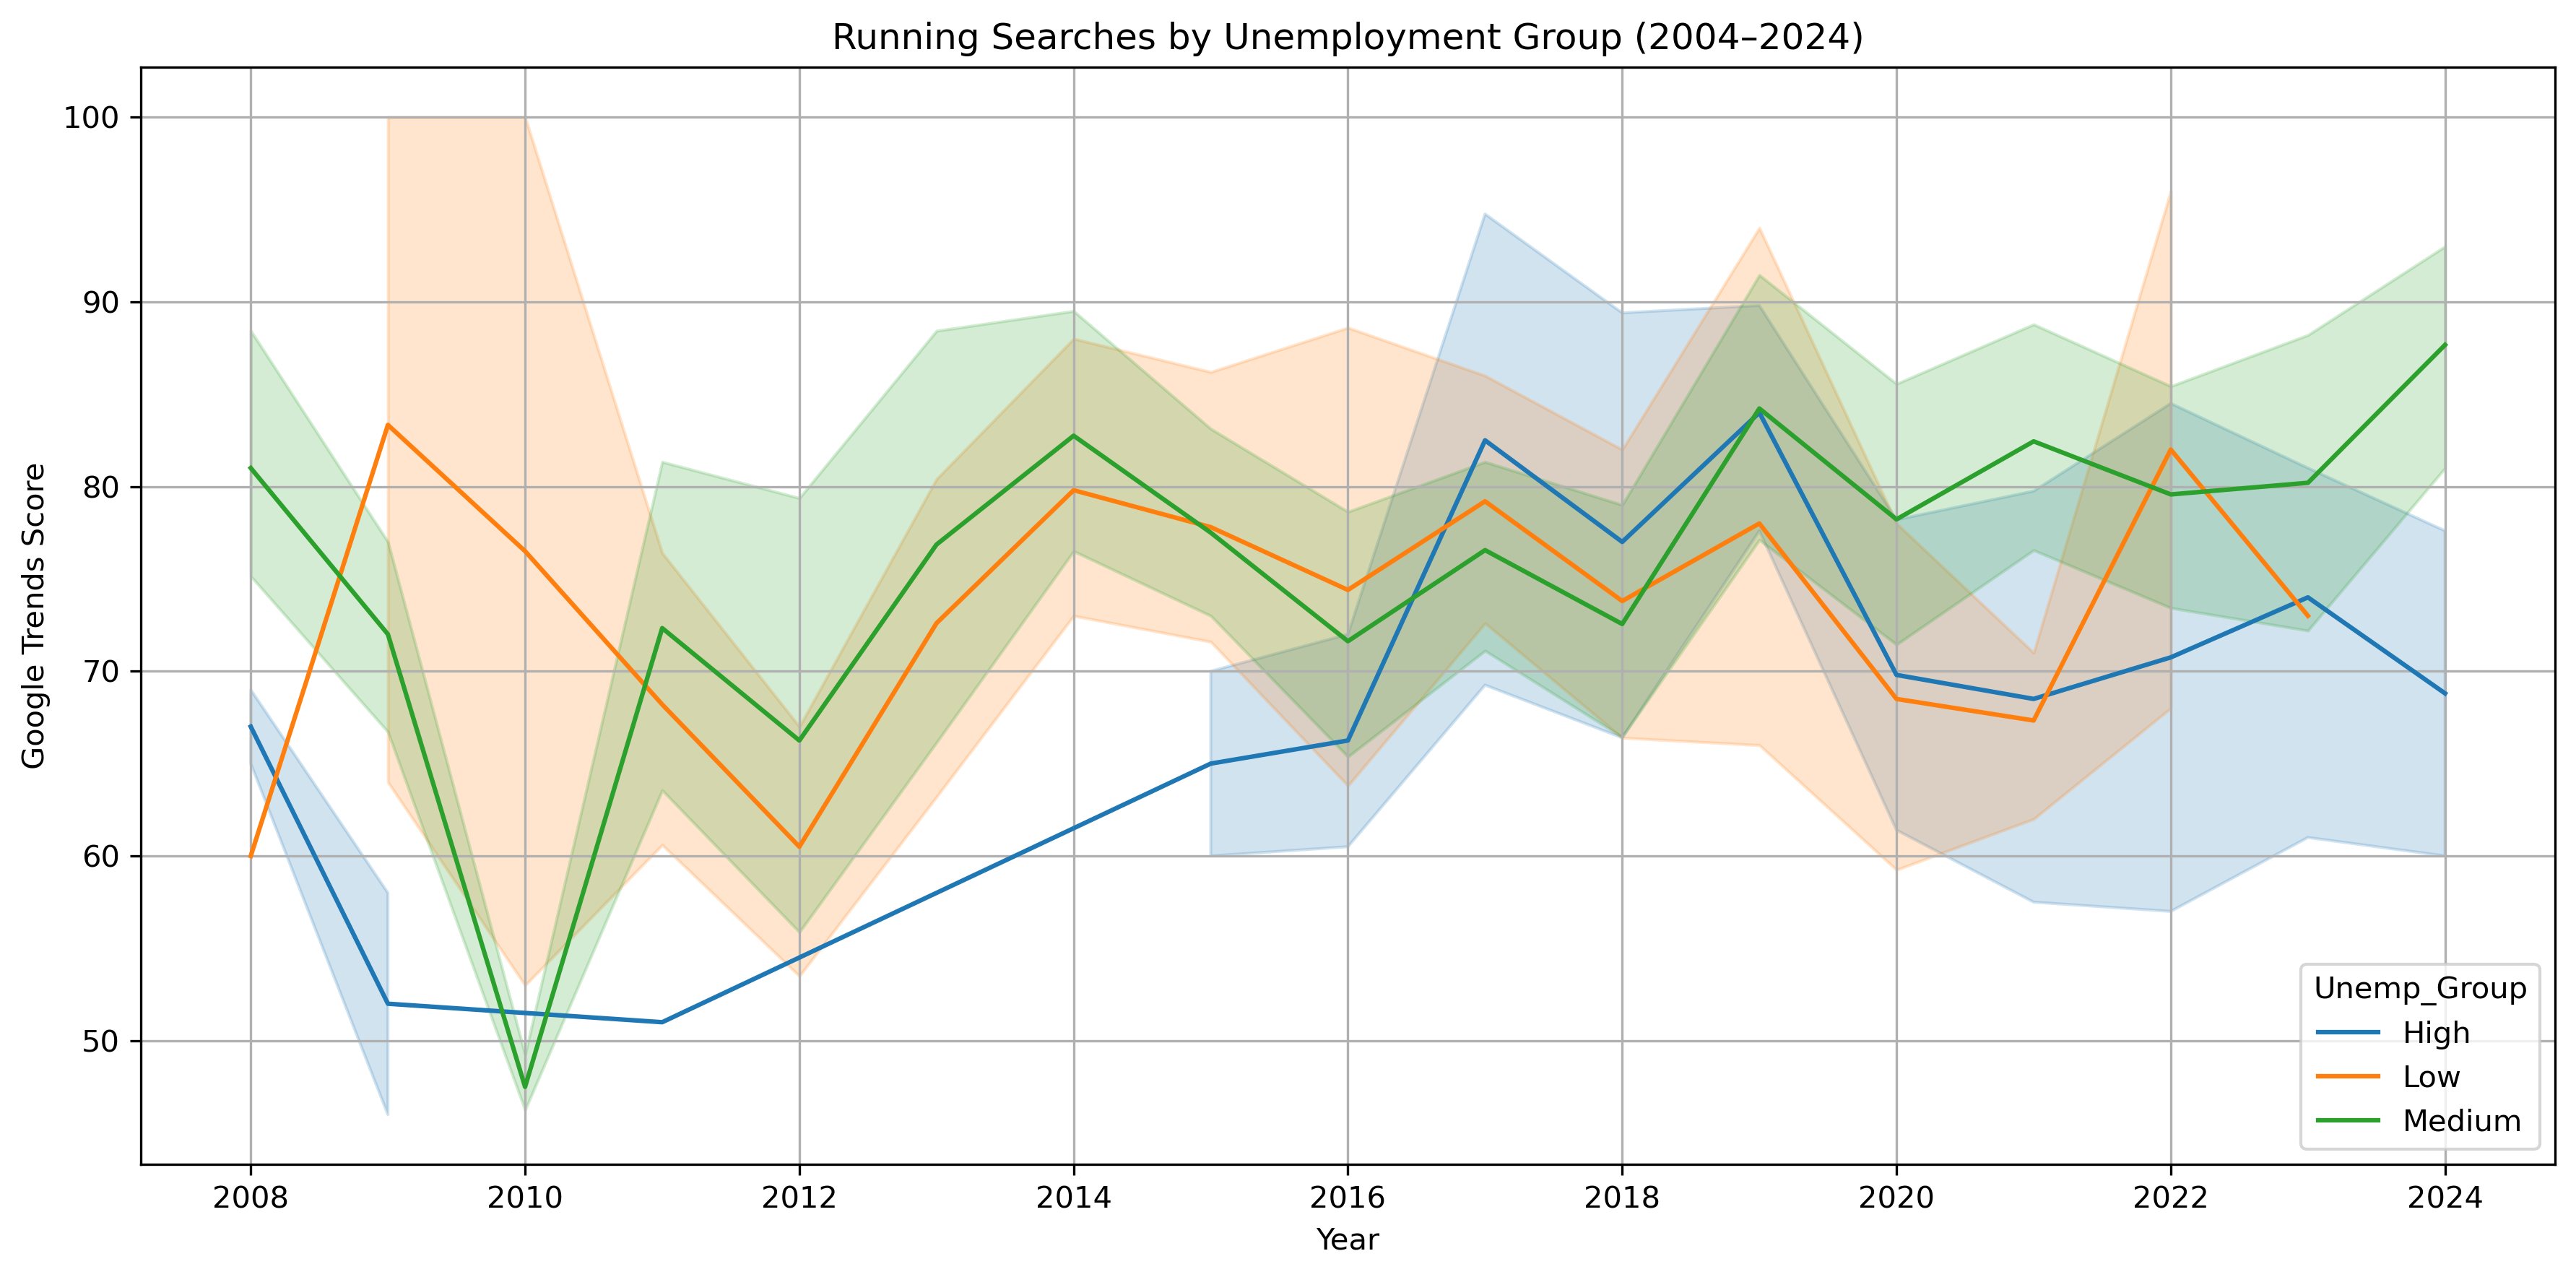 Running Searches by Unemployment Group (2004–2024)
100
90
80
70
60
50
Google Trends Score
2008 2010 2012 2014 2016 2018 2020 2022 2024
Year
Unemp_Group
High
Low
Medium